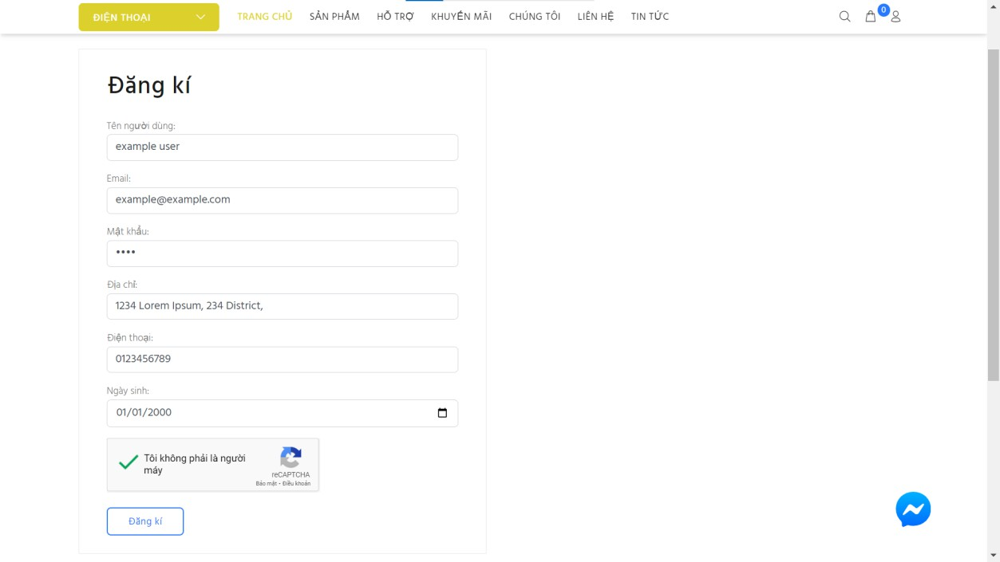 ĐIỆN THOẠI
TRANG CHỦ SẢN PHẨM HỖ TRỢ KHUYẾN MÃI CHÚNG TÔI LIÊN HỆ TIN TỨC
0
Đăng kí
Tên người dùng:
example user
Email:
example@example.com
Mật khẩu:
••••
Địa chỉ:
1234 Lorem Ipsum, 234 District,
Điện thoại:
0123456789
Ngày sinh:
01/01/2000
Tôi không phải là người
máy
reCAPTCHA
Bảo mật - Điều khoản
Đăng kí